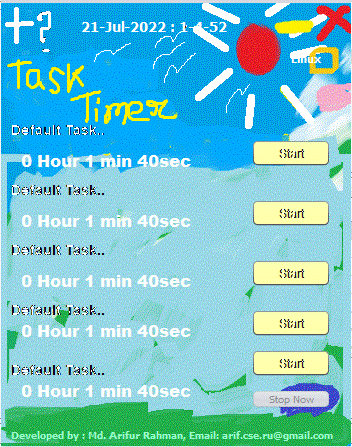 +?
21-Jul-2022 : 1-4-52
Linux
Task
Timer
Default Task..
0 Hour 1 min 40sec
Start
Default Task..
0 Hour 1 min 40sec
Start
Default Task..
0 Hour 1 min 40sec
Start
Default Task..
0 Hour 1 min 40sec
Start
Default Task..
0 Hour 1 min 40sec
Start
Stop Now
Developed by : Md. Arifur Rahman, Email: arif.cse.ru@gmail.com